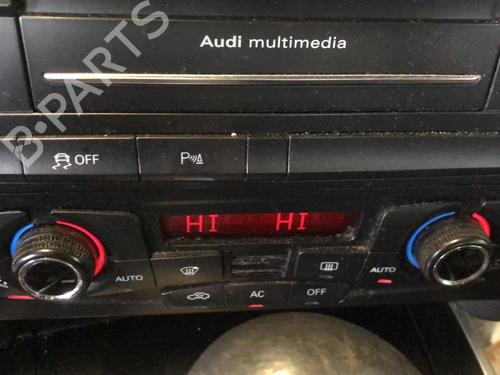 Audi multimedia
OFF P
HI HI
AUTO AUTO
AC OFF
B-PARTS